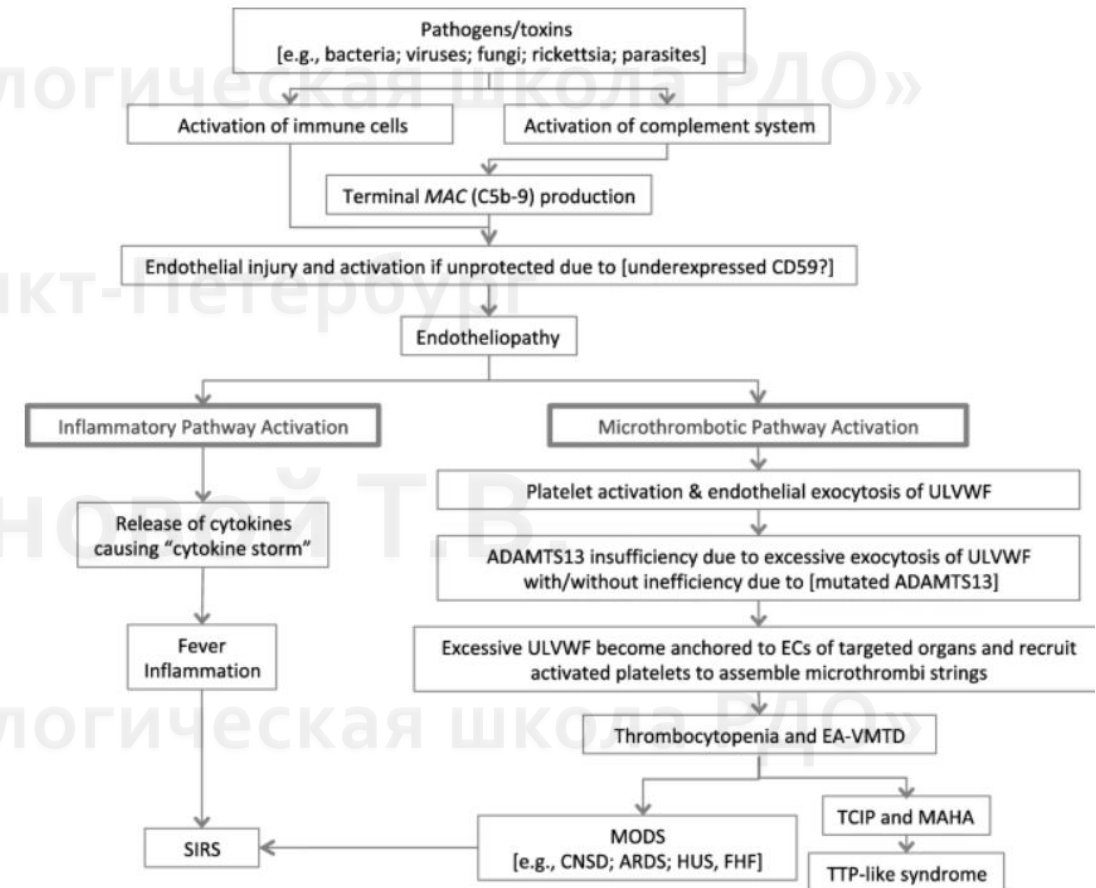 Pathogens/toxins
[e.g., bacteria; viruses; fungi; rickettsia; parasites]
логическая школа РДО»
Activation of immune cells
Activation of complement system
Terminal MAC (C5b-9) production
Endothelial injury and activation if unprotected due to [underexpressed CD59?]
нкт-Петербург
Endotheliopathy
Inflammatory Pathway Activation
Microthrombotic Pathway Activation
Platelet activation & endothelial exocytosis of ULVWF
Release of cytokines
causing "cytokine storm"
новой Т.В.
ADAMTS13 insufficiency due to excessive exocytosis of ULVWF
with/without inefficiency due to [mutated ADAMTS13]
Fever
Inflammation
Excessive ULVWF become anchored to ECs of targeted organs and recruit
activated platelets to assemble microthrombi strings
логическая школа РДО»
Thrombocytopenia and EA-VMTD
SIRS
MODS
[e.g., CNSD; ARDS; HUS, FHF]
TCIP and MAHA
TTP-like syndrome